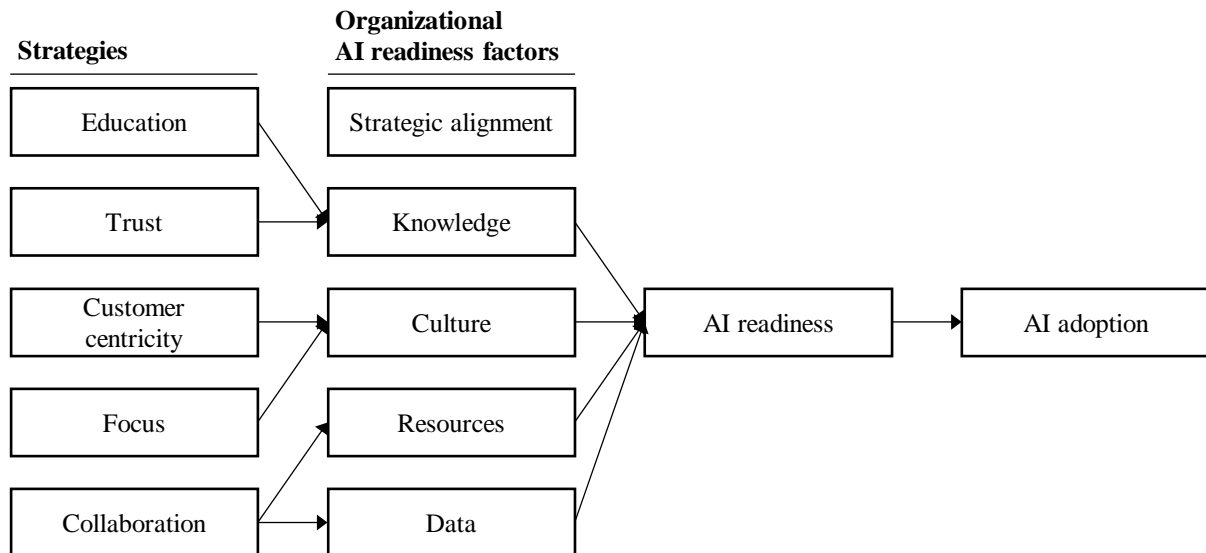 Strategies
Organizational
AI readiness factors
Education
Strategic alignment
Trust
Knowledge
Customer
centricity
Culture
AI readiness
AI adoption
Focus
Resources
Collaboration
Data